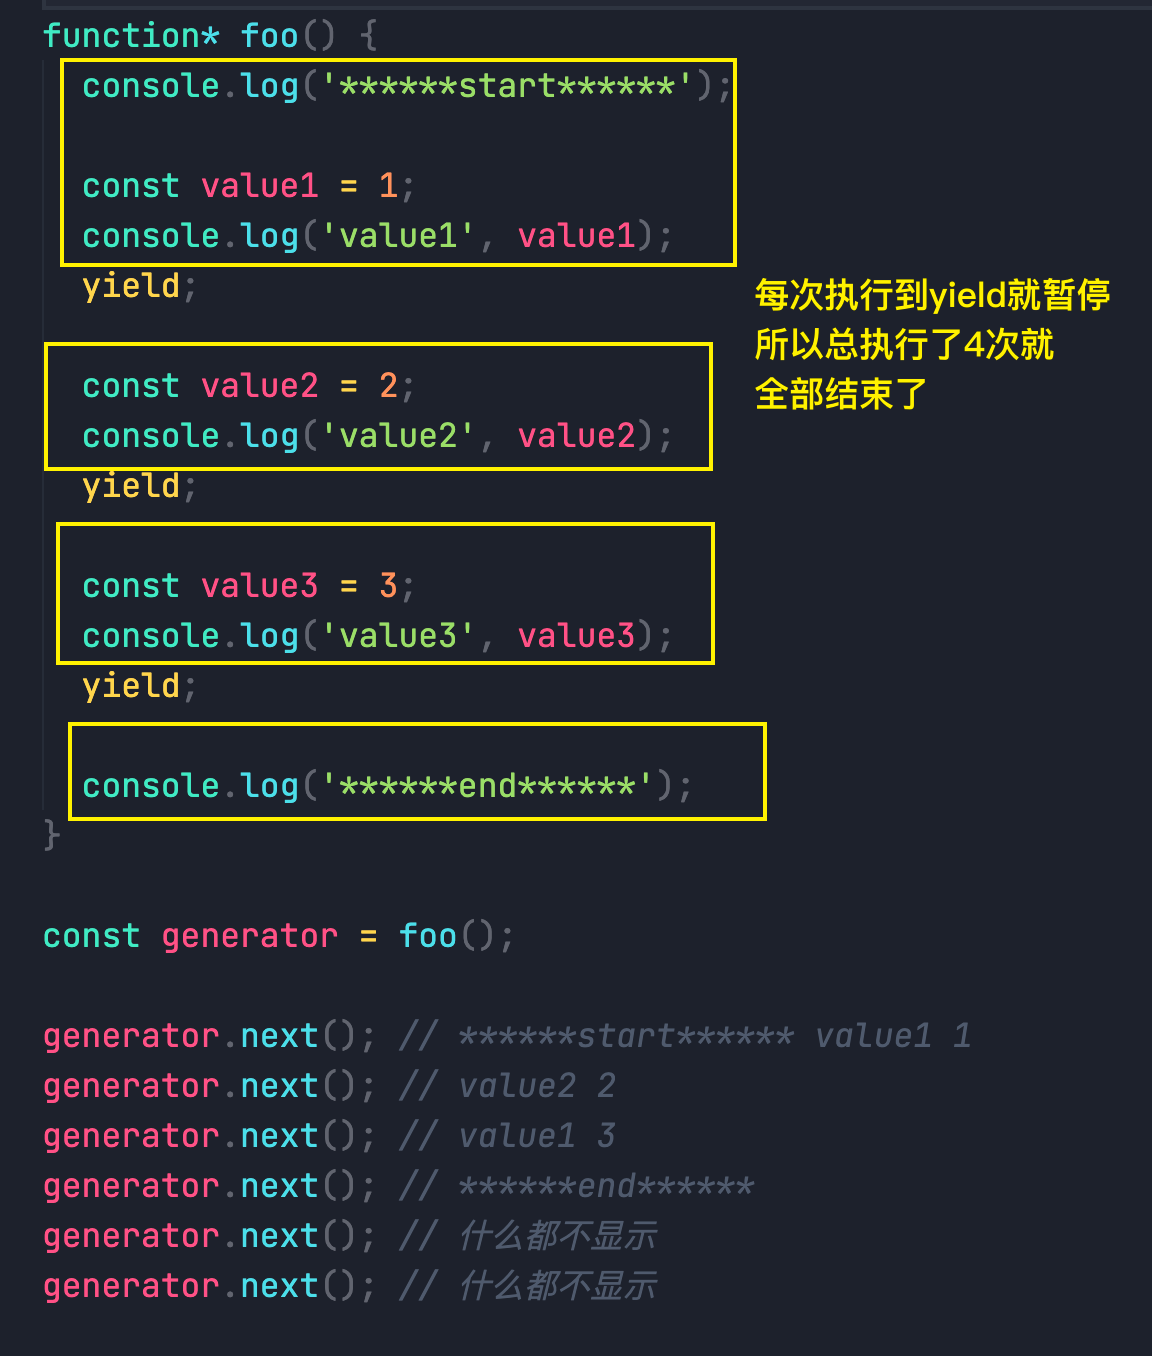 function* foo() {
console.log('******start******');
const value1 = 1;
console.log('value1', value1);
yield;
每次执行到yield就暂停
所以总执行了4次就
全部结束了
const value2 = 2;
console.log('value2', value2);
yield;
const value3 = 3;
console.log('value3', value3);
yield;
console.log('******end******');
}
const generator = foo();
generator.next(); // ******start****** value1 1
generator.next(); // value2 2
generator.next(); // value1 3
generator.next(); // ******end******
generator.next(); // 什么都不显示
generator.next(); // 什么都不显示